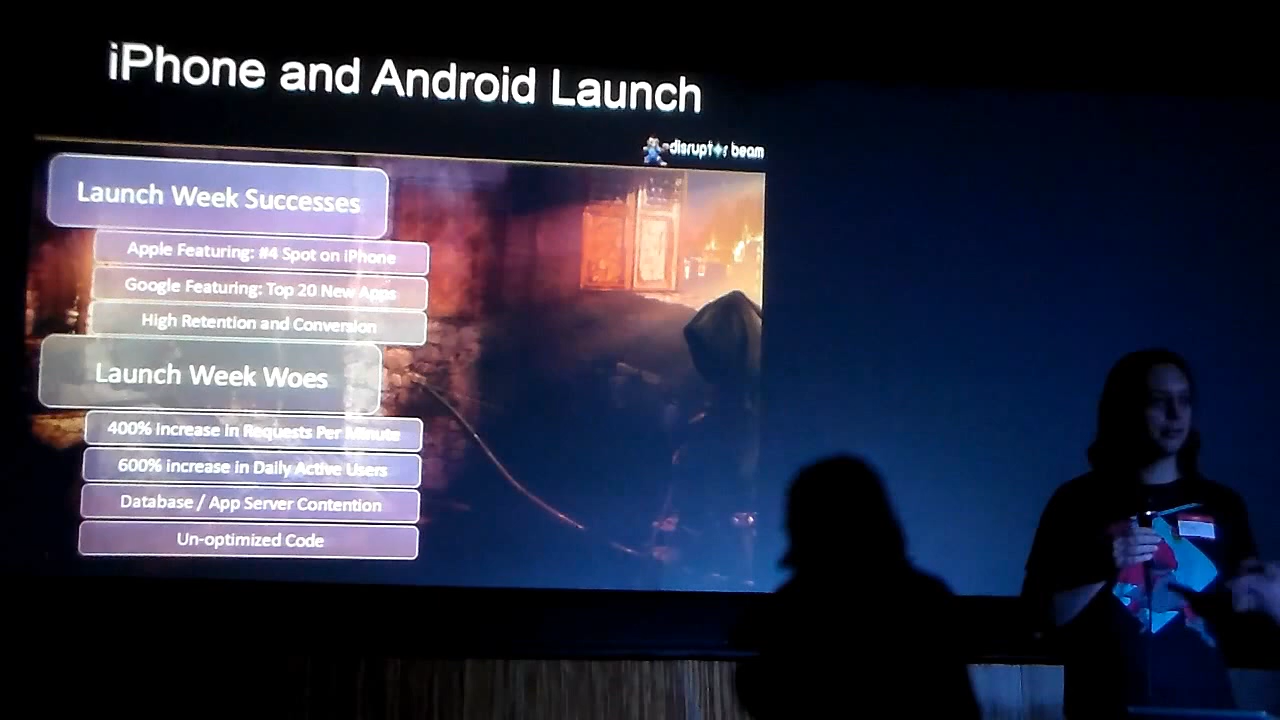 iPhone and Android Launch
disruptor beam
Launch Week Successes
Apple Featuring: #4 Spot on iPhone
Google Featuring: Top 20 New Apps
High Retention and Conversion
Launch Week Woes
400% increase in Requests Per Minute
600% increase in Daily Active Users
Database / App Server Contention
Un-optimized Code